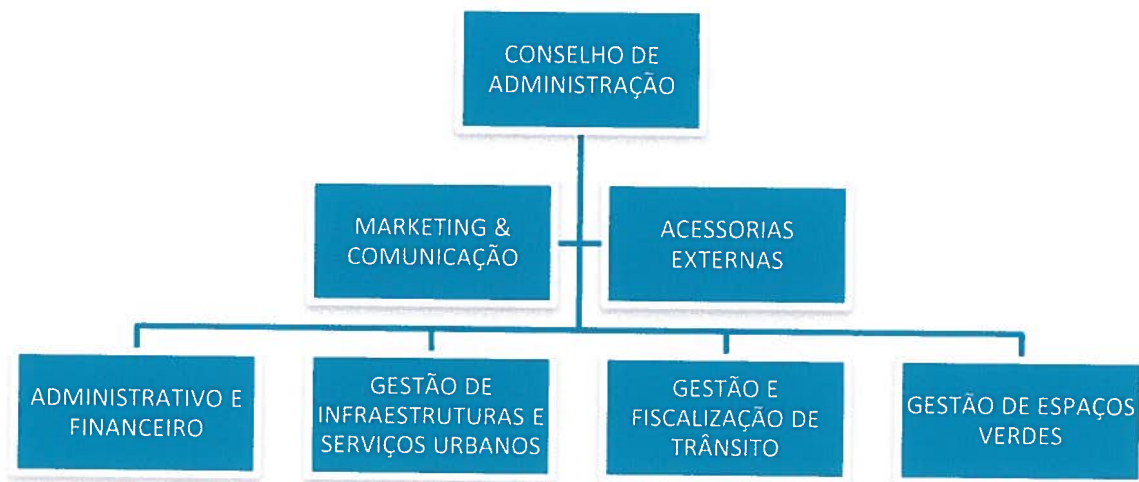 CONSELHO DE
ADMINISTRAÇÃO
MARKETING &
COMUNICAÇÃO
ACESSORIAS
EXTERNAS
ADMINISTRATIVO E
FINANCEIRO
GESTÃO DE
INFRAESTRUTURAS E
SERVIÇOS URBANOS
GESTÃO E
FISCALIZAÇÃO DE
TRÂNSITO
GESTÃO DE ESPAÇOS
VERDES